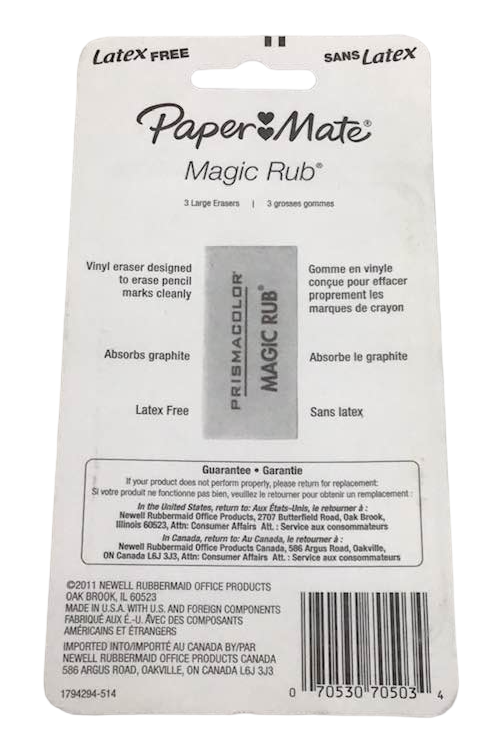 Latex FREE
SANS Latex
Paper Mate®
Magic Rub®
3 Large Erasers | 3 grosses gommes
Vinyl eraser designed
to erase pencil
marks cleanly
Gomme en vinyle
conçue pour effacer
proprement les
marques de crayon
PRISMACOLOR®
MAGIC RUB®
Absorbs graphite
Absorbe le graphite
Latex Free
Sans latex
Guarantee • Garantie
If your product does not perform properly, please return for replacement:
Si votre produit ne fonctionne pas bien, veuillez le retourner pour obtenir un remplacement :
In the United States, return to: Aux États-Unis, le retourner à :
Newell Rubbermaid Office Products, 2707 Butterfield Road, Oak Brook,
Illinois 60523, Attn: Consumer Affairs Att. : Service aux consommateurs
In Canada, return to: Au Canada, le retourner à :
Newell Rubbermaid Office Products Canada, 586 Argus Road, Oakville,
ON Canada L6J 3J3, Attn: Consumer Affairs Att. : Service aux consommateurs
©2011 NEWELL RUBBERMAID OFFICE PRODUCTS
OAK BROOK, IL 60523
MADE IN U.S.A. WITH U.S. AND FOREIGN COMPONENTS
FABRIQUÉ AUX É.-U. AVEC DES COMPOSANTS
AMÉRICAINS ET ÉTRANGERS
IMPORTED INTO/IMPORTÉ AU CANADA BY/PAR
NEWELL RUBBERMAID OFFICE PRODUCTS CANADA
586 ARGUS ROAD, OAKVILLE, ON CANADA L6J 3J3
1794294-514
0 70530 70503 4